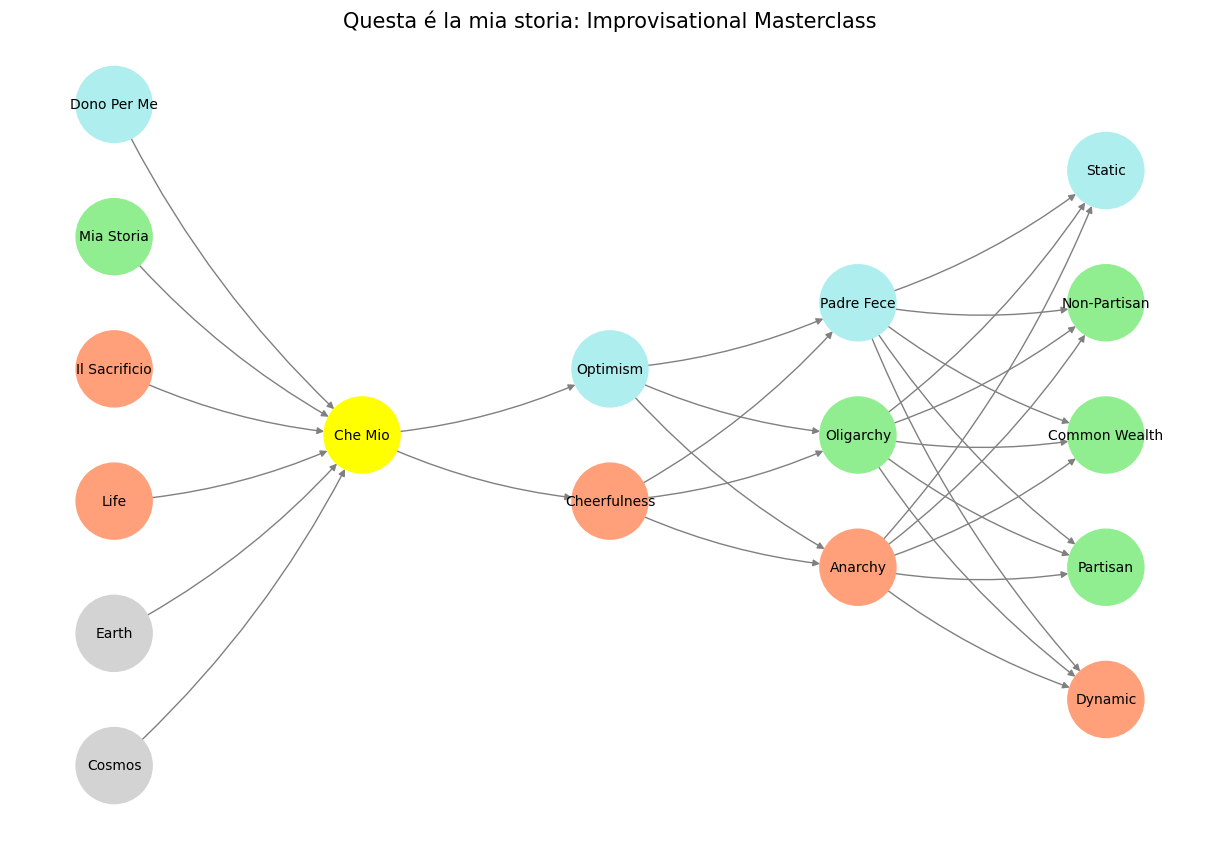 Questa é la mia storia: Improvisational Masterclass
Dono Per Me
Mia Storia
Il Sacrificio
Life
Earth
Cosmos
Che Mio
Optimism
Cheerfulness
Padre Fece
Oligarchy
Anarchy
Static
Non-Partisan
Common Wealth
Partisan
Dynamic